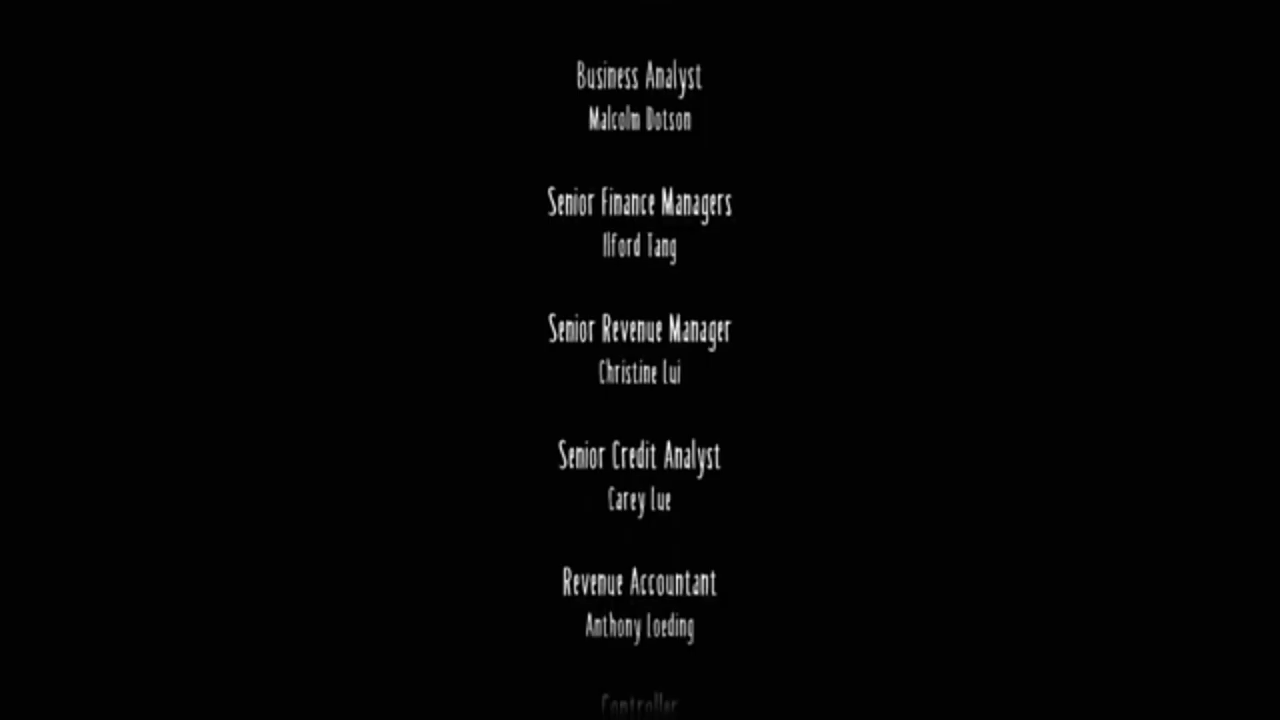 Business Analyst
Malcolm Dotson
Senior Finance Managers
Ilford Tang
Senior Revenue Manager
Christine Lui
Senior Credit Analyst
Carey Lue
Revenue Accountant
Anthony Loeding
Controller